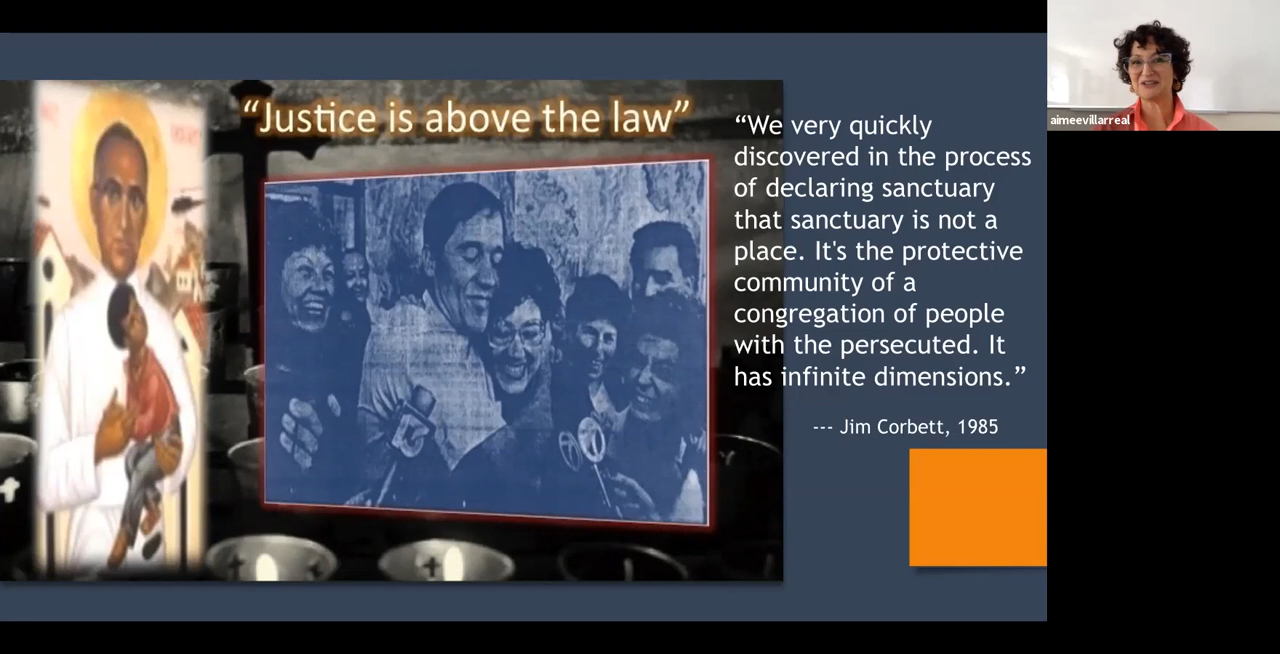 “Justice is above the law”
“We very quickly
discovered in the process
of declaring sanctuary
that sanctuary is not a
place. It's the protective
community of a
congregation of people
with the persecuted. It
has infinite dimensions.”
--- Jim Corbett, 1985
aimeevillarreal